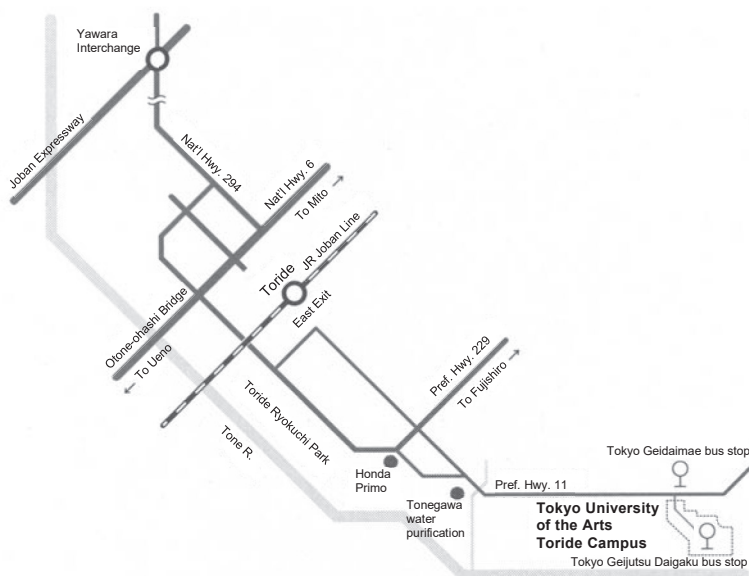 Yawara
Interchange
Joban Expressway
Nat'l Hwy. 294
Nat'l Hwy. 6
To Mito →
JR Joban Line
Toride
East Exit
Otone-ohashi Bridge
← To Ueno
Pref. Hwy. 229
To Fujishiro →
Toride Ryokuchi Park
Tone R.
Honda
Primo
Tonegawa
water
purification
Pref. Hwy. 11
Tokyo Geidaimae bus stop
Tokyo University
of the Arts
Toride Campus
Tokyo Geijutsu Daigaku bus stop